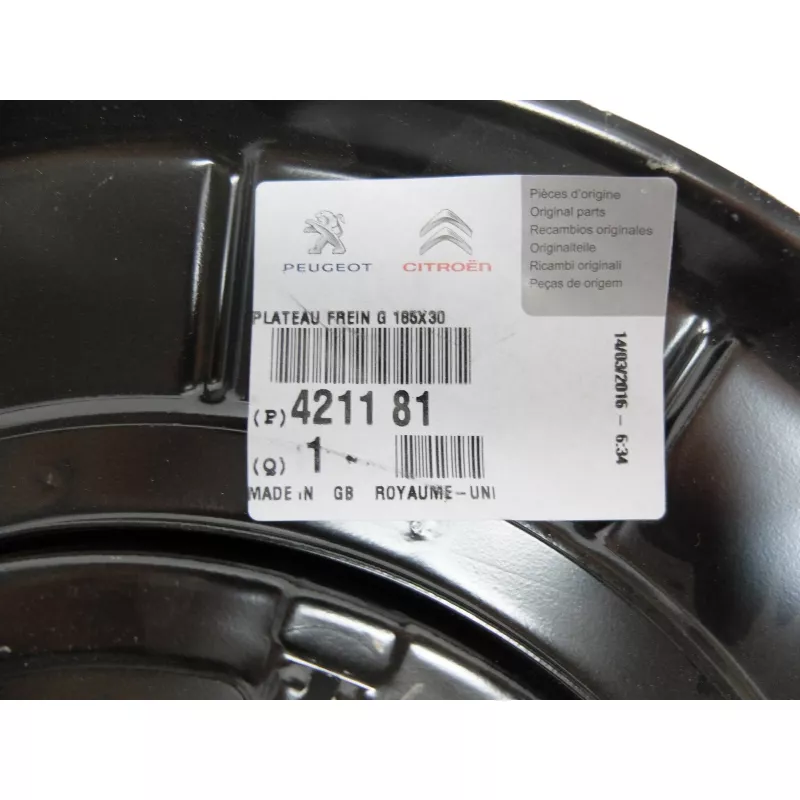 PEUGEOT
CITROËN
Pièces d'origine
Original parts
Recambios originales
Originalteile
Ricambi originali
Peças de origem
PLATEAU FREIN G 185X30
(P) 4211 81
(Q) 1
MADE IN GB ROYAUME-UNI
14/03/2016 - 6:34